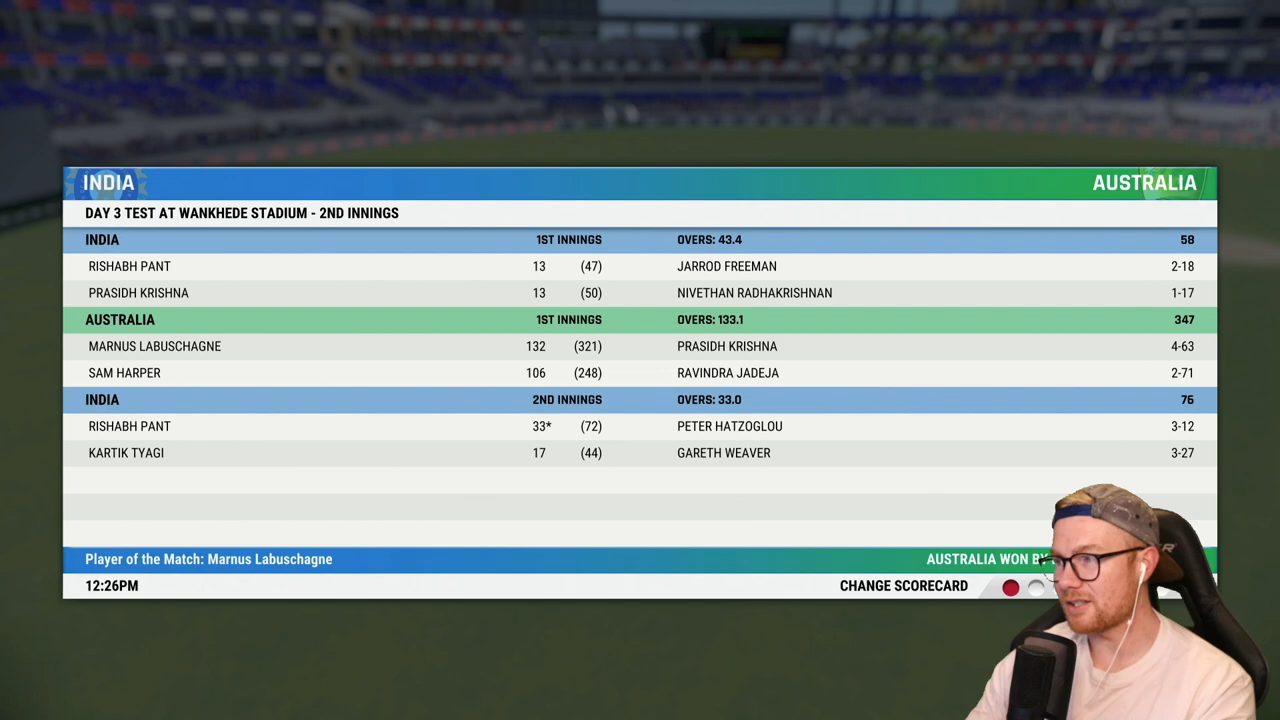 INDIA AUSTRALIA
DAY 3 TEST AT WANKHEDE STADIUM - 2ND INNINGS
INDIA 1ST INNINGS OVERS: 43.4 58
RISHABH PANT 13 (47) JARROD FREEMAN 2-18
PRASIDH KRISHNA 13 (50) NIVETHAN RADHAKRISHNAN 1-17
AUSTRALIA 1ST INNINGS OVERS: 133.1 347
MARNUS LABUSCHAGNE 132 (321) PRASIDH KRISHNA 4-63
SAM HARPER 106 (248) RAVINDRA JADEJA 2-71
INDIA 2ND INNINGS OVERS: 33.0 76
RISHABH PANT 33* (72) PETER HATZOGLOU 3-12
KARTIK TYAGI 17 (44) GARETH WEAVER 3-27
Player of the Match: Marnus Labuschagne AUSTRALIA WON BY
12:26PM CHANGE SCORECARD